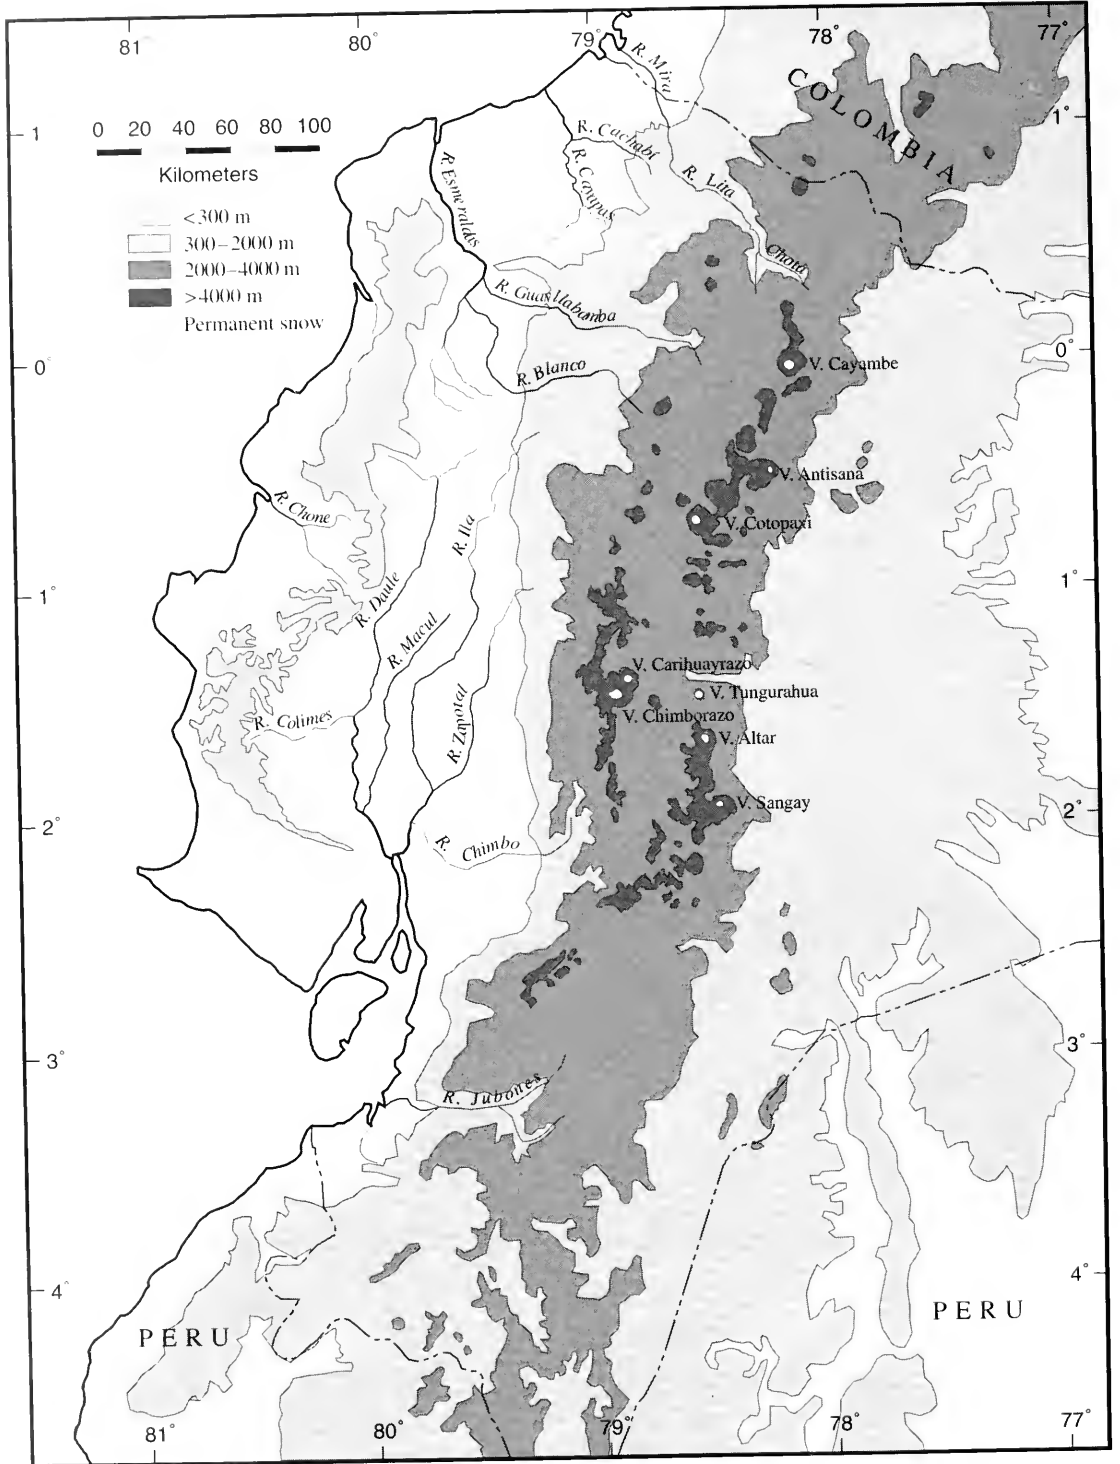 81
80°
79°
78°
77°
R. Mira
COLOMBIA
1
1°
0 20 40 60 80 100
Kilometers
R. Cachabí
R. Cayapas
R. Esmeraldas
R. Lita
<300 m
300–2000 m
2000–4000 m
>4000 m
Permanent snow
Chota
R. Guayllabamba
0°
0°
R. Blanco
V. Cayambe
V. Antisana
R. Chone
V. Cotopaxi
R. Ila
1°
1°
R. Daule
R. Macul
V. Carihuayrazo
V. Tungurahua
R. Colimes
V. Chimborazo
R. Zapotal
V. Altar
V. Sangay
2°
2°
R. Chimbo
3°
3°
R. Jubones
4°
4°
PERU
PERU
81°
80°
79°
78°
77°